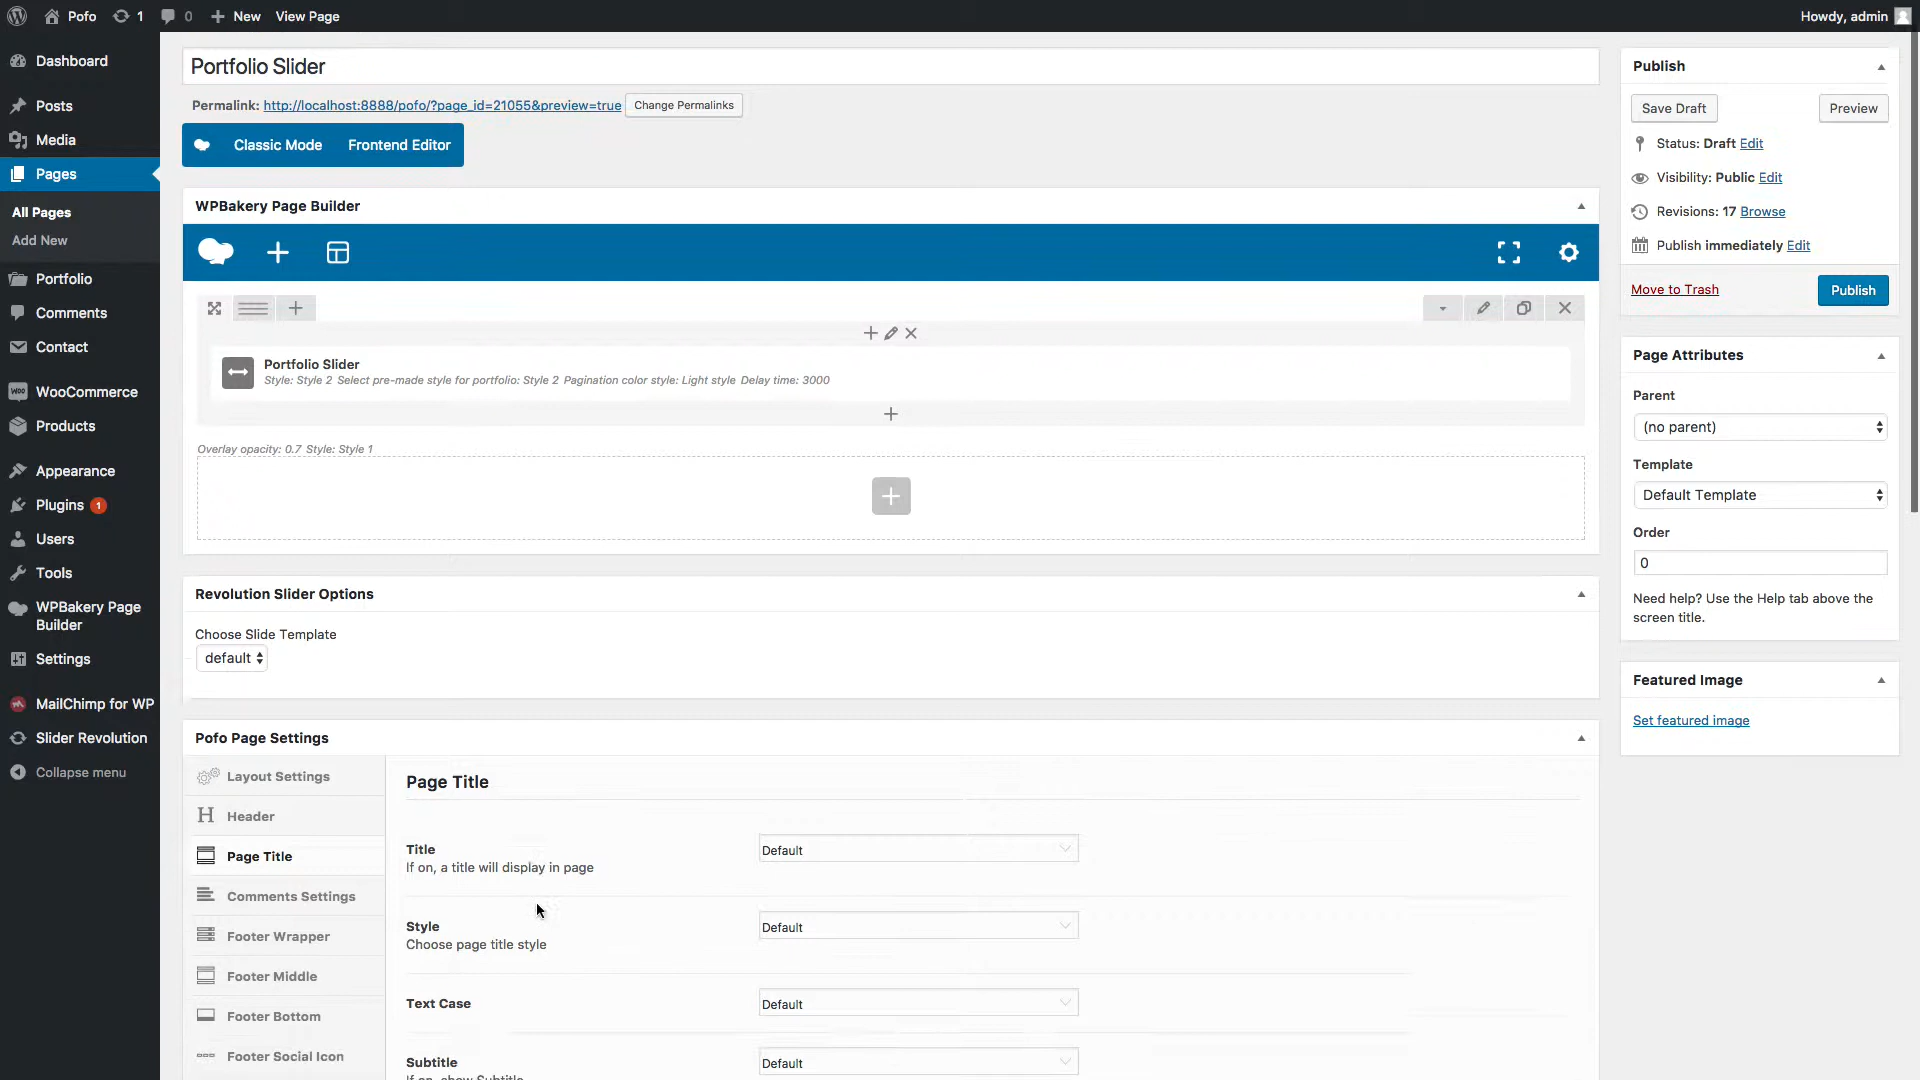 Pofo 1 0 New View Page Howdy, admin
Dashboard
Posts
Media
Pages
All Pages
Add New
Portfolio
Comments
Contact
WooCommerce
Products
Appearance
Plugins 1
Users
Tools
WPBakery Page
Builder
Settings
MailChimp for WP
Slider Revolution
Collapse menu
Portfolio Slider
Permalink: http://localhost:8888/pofo/?page_id=21055&preview=true Change Permalinks
Classic Mode Frontend Editor
WPBakery Page Builder
Portfolio Slider
Style: Style 2 Select pre-made style for portfolio: Style 2 Pagination color style: Light style Delay time: 3000
Overlay opacity: 0.7 Style: Style 1
Revolution Slider Options
Choose Slide Template
default
Pofo Page Settings
Layout Settings
Header
Page Title
Comments Settings
Footer Wrapper
Footer Middle
Footer Bottom
Footer Social Icon
Page Title
Title Default
If on, a title will display in page
Style Default
Choose page title style
Text Case Default
Subtitle Default
If on, show Subtitle
Publish
Save Draft Preview
Status: Draft Edit
Visibility: Public Edit
Revisions: 17 Browse
Publish immediately Edit
Move to Trash Publish
Page Attributes
Parent
(no parent)
Template
Default Template
Order
0
Need help? Use the Help tab above the
screen title.
Featured Image
Set featured image